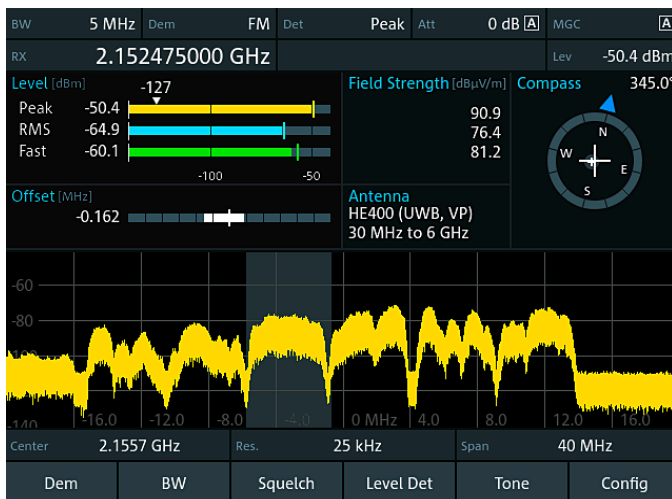 BW 5 MHz Dem FM Det Peak Att 0 dB A MGC A
RX 2.152475000 GHz Lev -50.4 dBm
Level [dBm] -127 Field Strength [dBµV/m] Compass 345.0°
Peak -50.4 90.9
RMS -64.9 76.4
Fast -60.1 81.2
-100 -50
N
W E
S
Offset [MHz] Antenna
-0.162 HE400 (UWB, VP)
30 MHz to 6 GHz
-60
-80
-100
-140 -16.0 -12.0 -8.0 -4.0 0 MHz 4.0 8.0 12.0 16.0
Center 2.1557 GHz Res. 25 kHz Span 40 MHz
Dem BW Squelch Level Det Tone Config